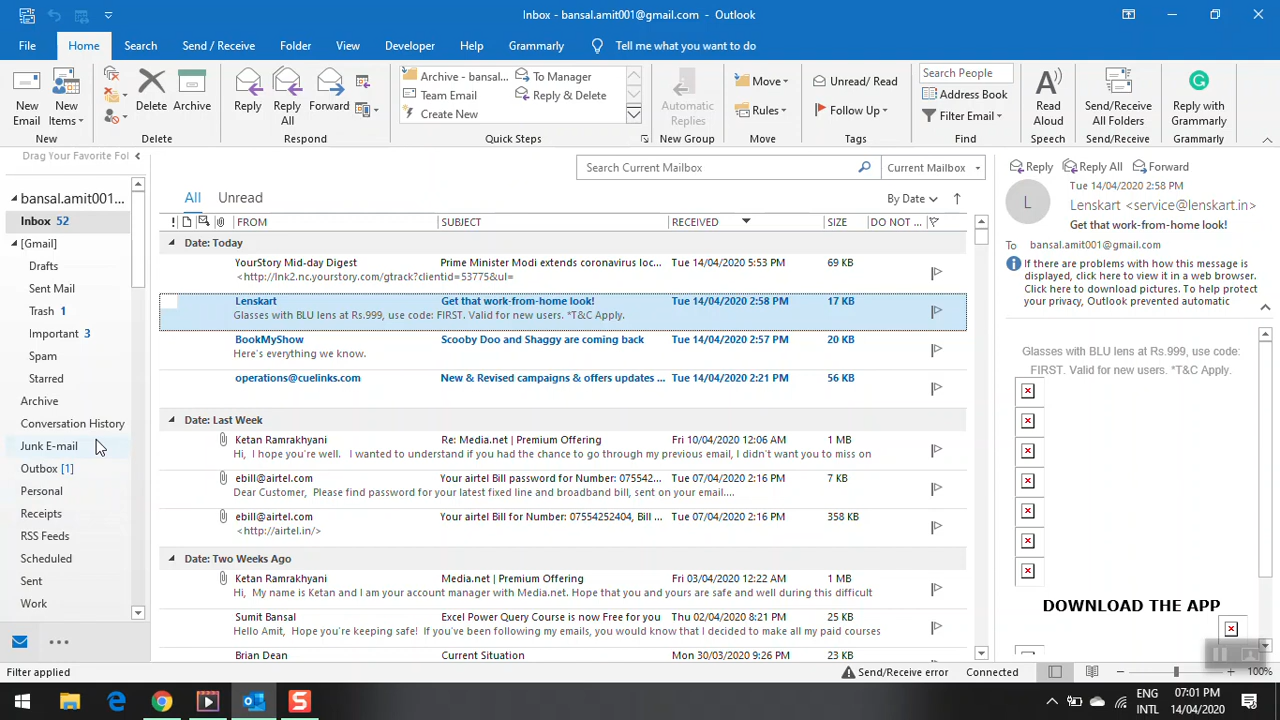 Inbox - bansal.amit001@gmail.com - Outlook
File Home Search Send / Receive Folder View Developer Help Grammarly Tell me what you want to do
New Email
New Items
New
Delete
Archive
Delete
Reply
Reply All
Forward
Respond
Archive - bansal...
To Manager
Team Email
Reply & Delete
Create New
Quick Steps
Automatic Replies
New Group
Move
Rules
Move
Unread/ Read
Follow Up
Tags
Search People
Address Book
Filter Email
Find
Read Aloud
Speech
Send/Receive All Folders
Send/Receive
Reply with Grammarly
Grammarly
Drag Your Favorite Fol
bansal.amit001...
Inbox 52
[Gmail]
Drafts
Sent Mail
Trash 1
Important 3
Spam
Starred
Archive
Conversation History
Junk E-mail
Outbox [1]
Personal
Receipts
RSS Feeds
Scheduled
Sent
Work
Search Current Mailbox
Current Mailbox
All Unread
By Date
! FROM SUBJECT RECEIVED SIZE DO NOT ...
Date: Today
YourStory Mid-day Digest Prime Minister Modi extends coronavirus loc... Tue 14/04/2020 5:53 PM 69 KB
<http://lnk2.nc.yourstory.com/gtrack?clientid=53775&ul=
Lenskart Get that work-from-home look! Tue 14/04/2020 2:58 PM 17 KB
Glasses with BLU lens at Rs.999, use code: FIRST. Valid for new users. *T&C Apply.
BookMyShow Scooby Doo and Shaggy are coming back Tue 14/04/2020 2:57 PM 20 KB
Here's everything we know.
operations@cuelinks.com New & Revised campaigns & offers updates ... Tue 14/04/2020 2:21 PM 56 KB
Date: Last Week
Ketan Ramrakhyani Re: Media.net | Premium Offering Fri 10/04/2020 12:06 AM 1 MB
Hi, I hope you're well. I wanted to understand if you had the chance to go through my previous email, I didn't want you to miss on
ebill@airtel.com Your airtel Bill password for Number: 075542... Tue 07/04/2020 2:16 PM 7 KB
Dear Customer, Please find password for your latest fixed line and broadband bill, sent on your email....
ebill@airtel.com Your airtel Bill for Number: 07554252404, Bill ... Tue 07/04/2020 2:16 PM 358 KB
<http://airtel.in/>
Date: Two Weeks Ago
Ketan Ramrakhyani Media.net | Premium Offering Fri 03/04/2020 12:22 AM 1 MB
Hi, My name is Ketan and I am your account manager with Media.net. Hope that you and yours are safe and well during this difficult
Sumit Bansal Excel Power Query Course is now Free for you Thu 02/04/2020 8:21 PM 25 KB
Hello Amit, Hope you're keeping safe! If you've been following my emails, you would know that I decided to make all my paid courses
Brian Dean Current Situation Mon 30/03/2020 9:26 PM 23 KB
Reply Reply All Forward
Tue 14/04/2020 2:58 PM
L
Lenskart <service@lenskart.in>
Get that work-from-home look!
To bansal.amit001@gmail.com
If there are problems with how this message is
displayed, click here to view it in a web browser.
Click here to download pictures. To help protect
your privacy, Outlook prevented automatic
Glasses with BLU lens at Rs.999, use code:
FIRST. Valid for new users. *T&C Apply.
DOWNLOAD THE APP
Filter applied
Send/Receive error
Connected
100%
ENG
INTL
07:01 PM
14/04/2020